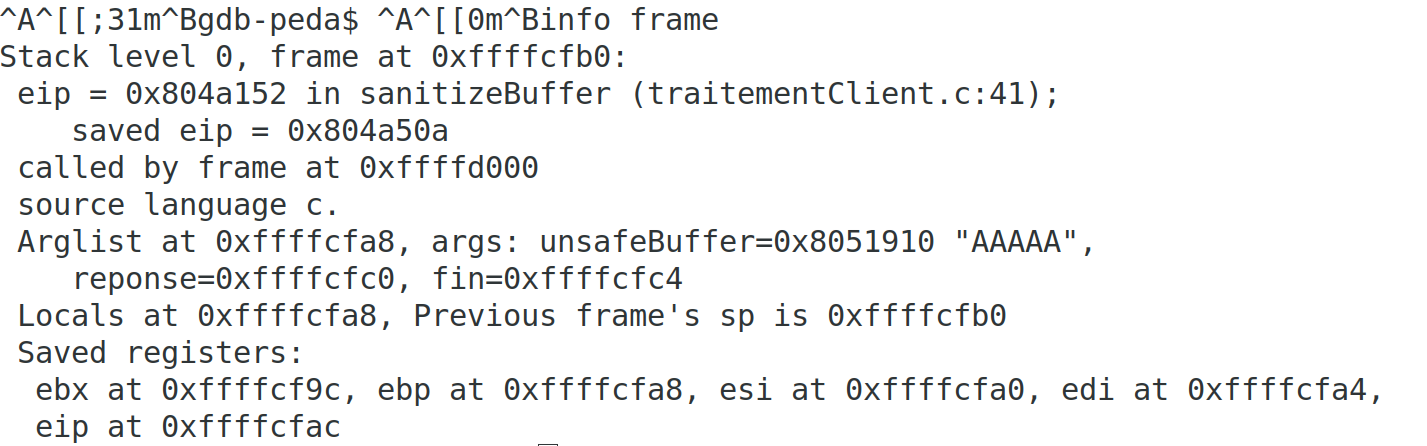 ^A^[[;31m^Bgdb-peda$ ^A^[[0m^Binfo frame
Stack level 0, frame at 0xffffcfb0:
 eip = 0x804a152 in sanitizeBuffer (traitementClient.c:41);
    saved eip = 0x804a50a
 called by frame at 0xffffd000
 source language c.
 Arglist at 0xffffcfa8, args: unsafeBuffer=0x8051910 "AAAAA",
    reponse=0xffffcfc0, fin=0xffffcfc4
 Locals at 0xffffcfa8, Previous frame's sp is 0xffffcfb0
 Saved registers:
  ebx at 0xffffcf9c, ebp at 0xffffcfa8, esi at 0xffffcfa0, edi at 0xffffcfa4,
  eip at 0xffffcfac